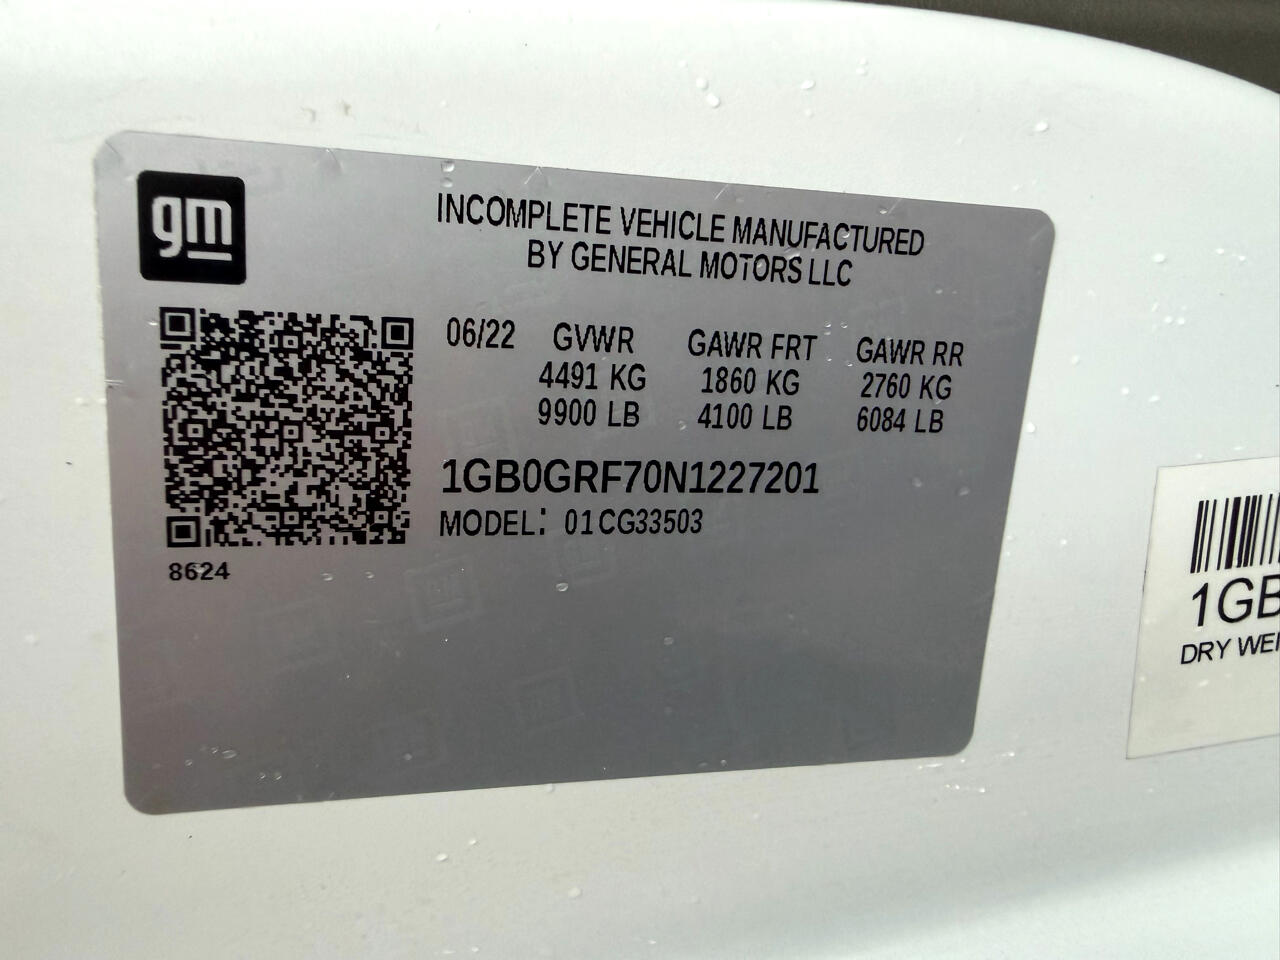 gm
INCOMPLETE VEHICLE MANUFACTURED
BY GENERAL MOTORS LLC
06/22 GVWR GAWR FRT GAWR RR
4491 KG 1860 KG 2760 KG
9900 LB 4100 LB 6084 LB
1GB0GRF70N1227201
MODEL: 01CG33503
8624
1GB
DRY WEI